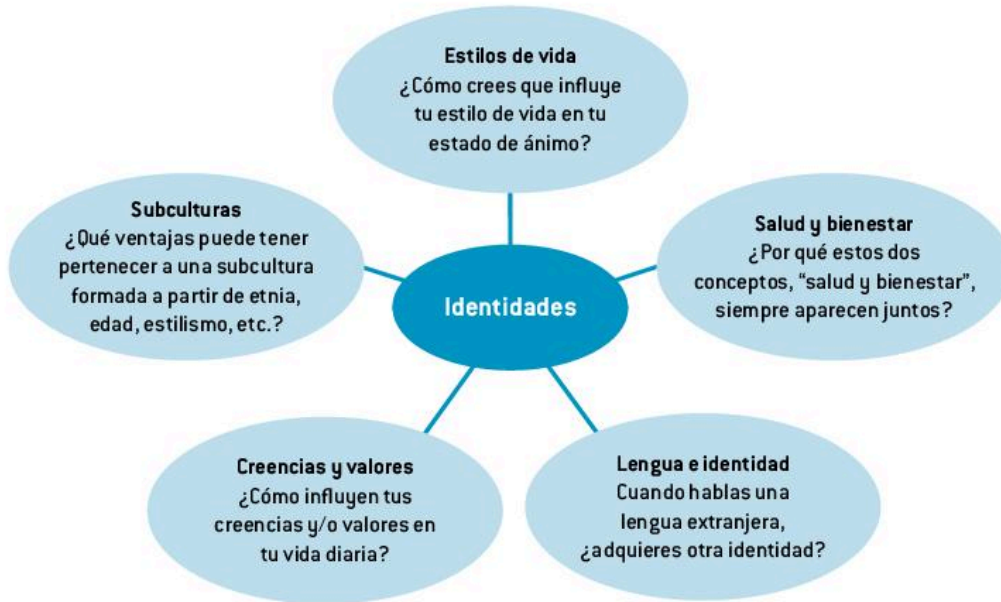 Estilos de vida
¿Cómo crees que influye
tu estilo de vida en tu
estado de ánimo?
Subculturas
¿Qué ventajas puede tener
pertenecer a una subcultura
formada a partir de etnia,
edad, estilismo, etc.?
Salud y bienestar
¿Por qué estos dos
conceptos, “salud y bienestar”,
siempre aparecen juntos?
Identidades
Creencias y valores
¿Cómo influyen tus
creencias y/o valores en
tu vida diaria?
Lengua e identidad
Cuando hablas una
lengua extranjera,
¿adquieres otra identidad?